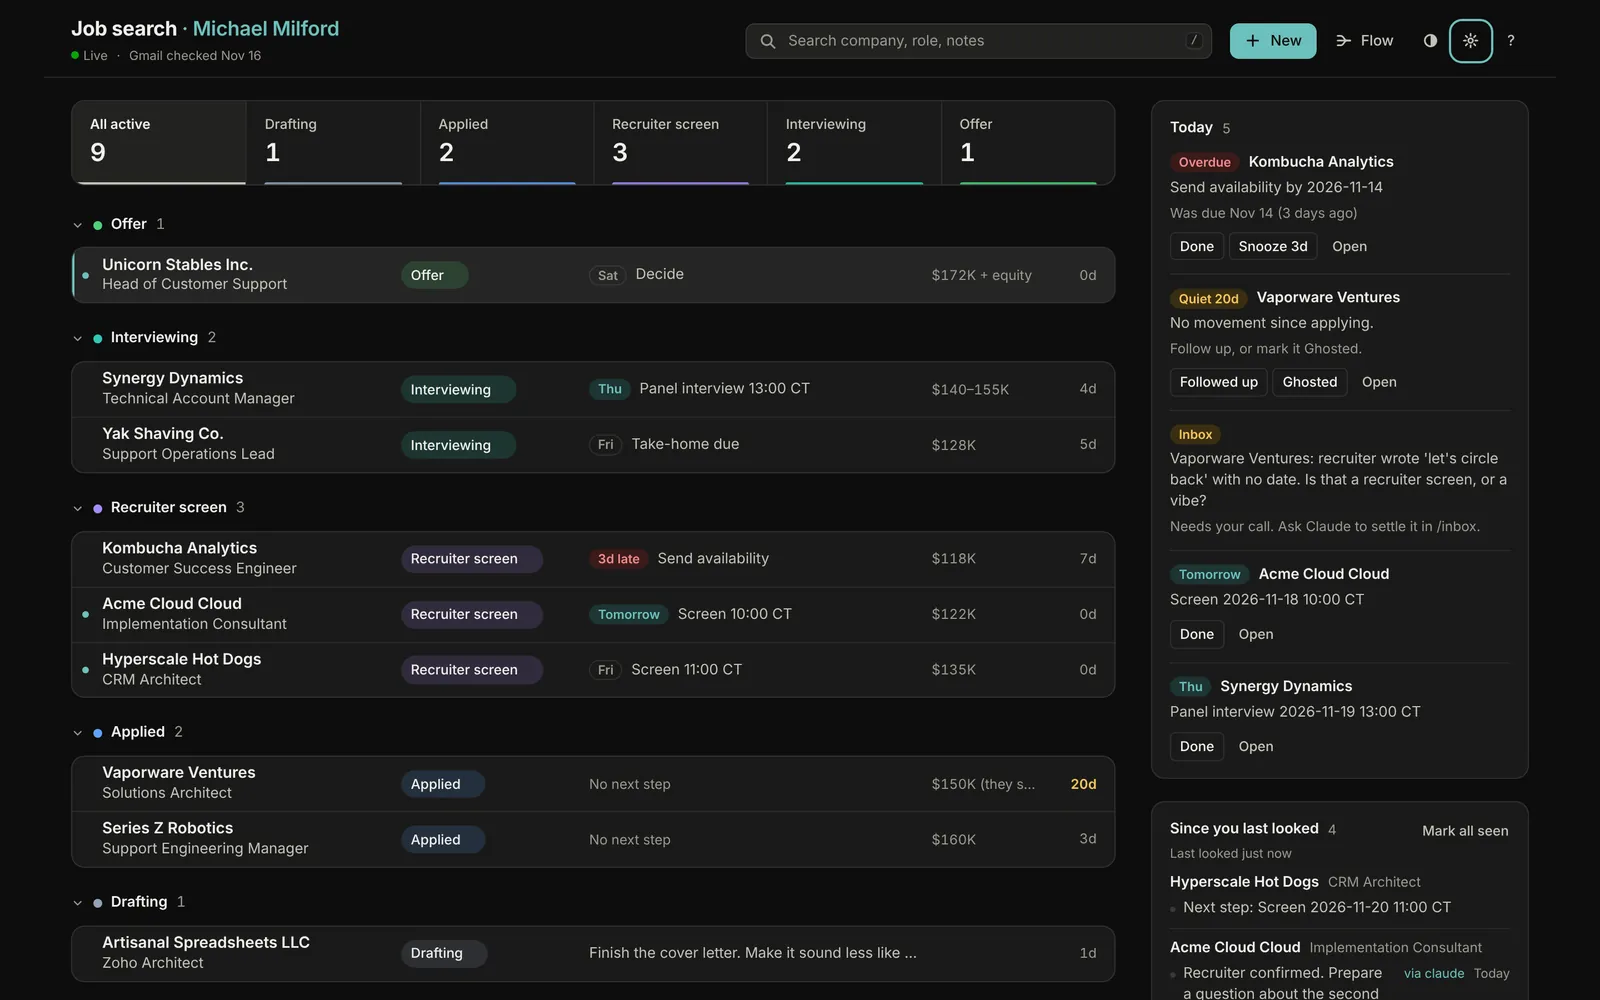 Job search · Michael Milford
Live · Gmail checked Nov 16
Search company, role, notes /
+ New
Flow
?
All active
9
Drafting
1
Applied
2
Recruiter screen
3
Interviewing
2
Offer
1
Offer 1
Unicorn Stables Inc.
Head of Customer Support
Offer
Sat Decide
$172K + equity
0d
Interviewing 2
Synergy Dynamics
Technical Account Manager
Interviewing
Thu Panel interview 13:00 CT
$140–155K
4d
Yak Shaving Co.
Support Operations Lead
Interviewing
Fri Take-home due
$128K
5d
Recruiter screen 3
Kombucha Analytics
Customer Success Engineer
Recruiter screen
3d late Send availability
$118K
7d
Acme Cloud Cloud
Implementation Consultant
Recruiter screen
Tomorrow Screen 10:00 CT
$122K
0d
Hyperscale Hot Dogs
CRM Architect
Recruiter screen
Fri Screen 11:00 CT
$135K
0d
Applied 2
Vaporware Ventures
Solutions Architect
Applied
No next step
$150K (they s...
20d
Series Z Robotics
Support Engineering Manager
Applied
No next step
$160K
3d
Drafting 1
Artisanal Spreadsheets LLC
Zoho Architect
Drafting
Finish the cover letter. Make it sound less like ...
1d
Today 5
Overdue Kombucha Analytics
Send availability by 2026-11-14
Was due Nov 14 (3 days ago)
Done Snooze 3d Open
Quiet 20d Vaporware Ventures
No movement since applying.
Follow up, or mark it Ghosted.
Followed up Ghosted Open
Inbox
Vaporware Ventures: recruiter wrote 'let's circle
back' with no date. Is that a recruiter screen, or a
vibe?
Needs your call. Ask Claude to settle it in /inbox.
Tomorrow Acme Cloud Cloud
Screen 2026-11-18 10:00 CT
Done Open
Thu Synergy Dynamics
Panel interview 2026-11-19 13:00 CT
Done Open
Since you last looked 4 Mark all seen
Last looked just now
Hyperscale Hot Dogs CRM Architect
Next step: Screen 2026-11-20 11:00 CT
Acme Cloud Cloud Implementation Consultant
Recruiter confirmed. Prepare via claude Today
a question about the second